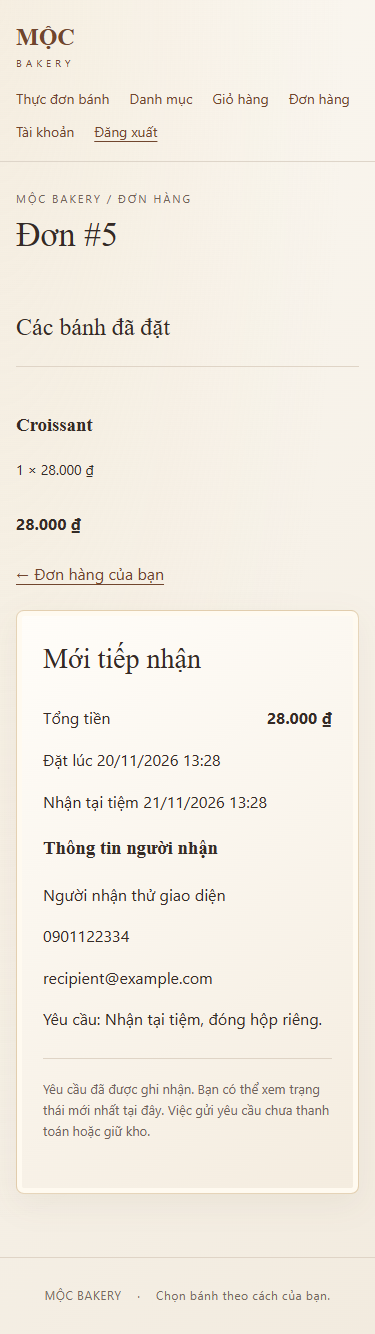 MỘC
BAKERY
Thực đơn bánh Danh mục Giỏ hàng Đơn hàng
Tài khoản Đăng xuất
MỘC BAKERY / ĐƠN HÀNG
Đơn #5
Các bánh đã đặt
Croissant
1 × 28.000 ₫
28.000 ₫
← Đơn hàng của bạn
Mới tiếp nhận
Tổng tiền 28.000 ₫
Đặt lúc 20/11/2026 13:28
Nhận tại tiệm 21/11/2026 13:28
Thông tin người nhận
Người nhận thử giao diện
0901122334
recipient@example.com
Yêu cầu: Nhận tại tiệm, đóng hộp riêng.
Yêu cầu đã được ghi nhận. Bạn có thể xem trạng
thái mới nhất tại đây. Việc gửi yêu cầu chưa thanh
toán hoặc giữ kho.
MỘC BAKERY · Chọn bánh theo cách của bạn.